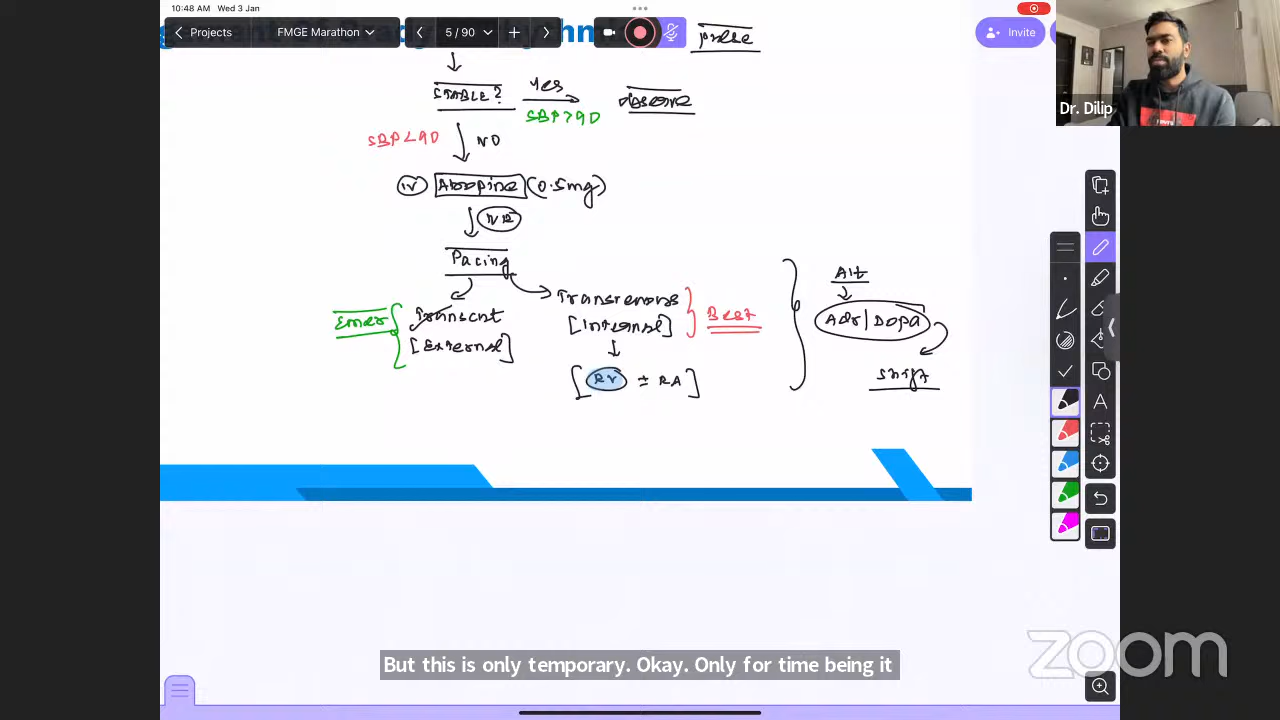 10:48 AM Wed 3 Jan
Projects
FMGE Marathon
5 / 90
Invite
pulse
STABLE?
Yes
SBP>90
observe
SBP<90
NO
IV Atropine (0.5mg)
NR
Pacing
Emer
Transcut
[External]
Transvenous
[Internal]
Best
[RV ± RA]
Alt
Adr|Dopa
Shift
Dr. Dilip
A
But this is only temporary. Okay. Only for time being it
zoom